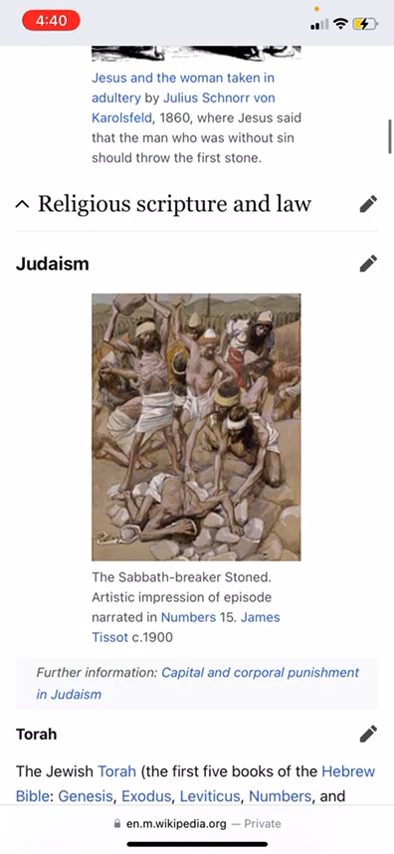 4:40
Jesus and the woman taken in
adultery by Julius Schnorr von
Karolsfeld, 1860, where Jesus said
that the man who was without sin
should throw the first stone.
Religious scripture and law
Judaism
The Sabbath-breaker Stoned.
Artistic impression of episode
narrated in Numbers 15. James
Tissot c.1900
Further information: Capital and corporal punishment
in Judaism
Torah
The Jewish Torah (the first five books of the Hebrew
Bible: Genesis, Exodus, Leviticus, Numbers, and
en.m.wikipedia.org — Private